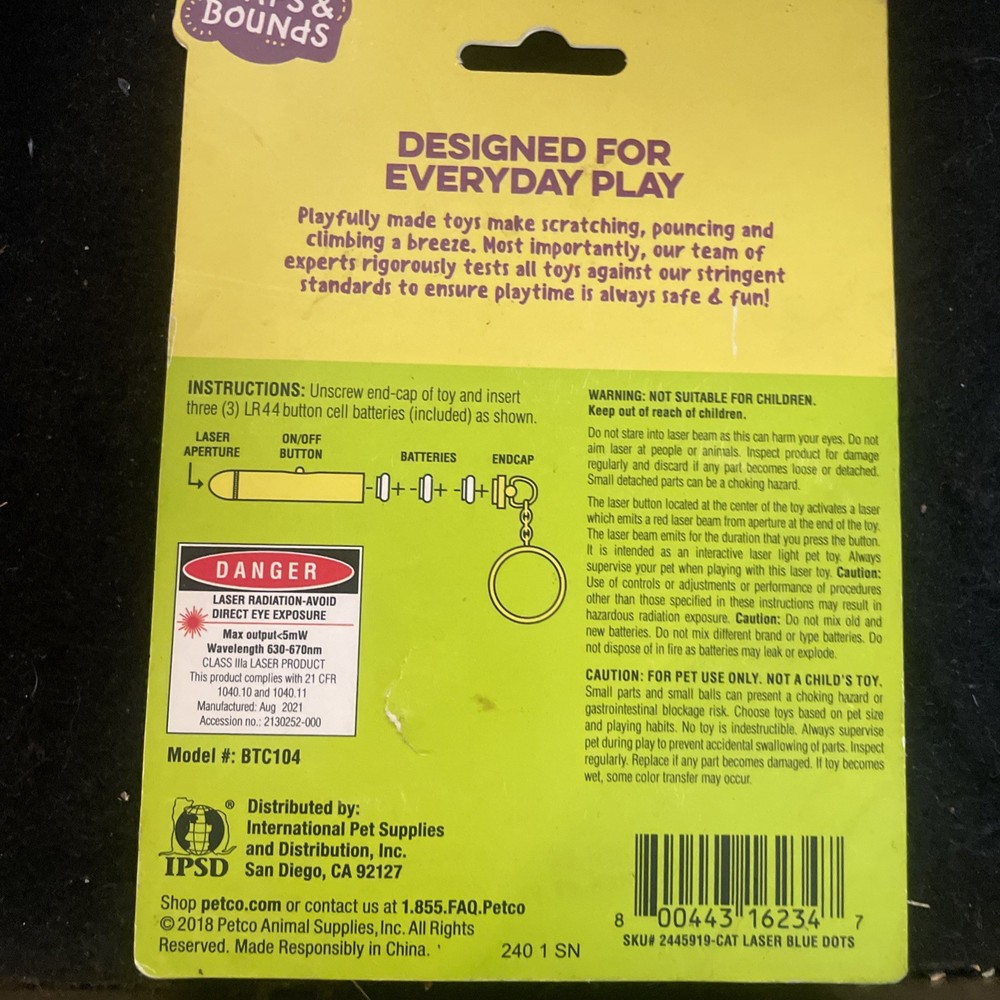 & 
BOUNdS
DESIGNED FOR
EVERYDAY PLAY
Playfully made toys make scratching, pouncing and
climbing a breeze. Most importantly, our team of
experts rigorously tests all toys against our stringent
standards to ensure playtime is always safe & fun!
INSTRUCTIONS: Unscrew end-cap of toy and insert
three (3) LR44 button cell batteries (included) as shown.
LASER
APERTURE
ON/OFF
BUTTON
BATTERIES
ENDCAP
-+-+-+
DANGER
LASER RADIATION-AVOID
DIRECT EYE EXPOSURE
Max output<5mW
Wavelength 630-670nm
CLASS IIIa LASER PRODUCT
This product complies with 21 CFR
1040.10 and 1040.11
Manufactured: Aug 2021
Accession no.: 2130252-000
Model #: BTC104
IPSD
®
Distributed by:
International Pet Supplies
and Distribution, Inc.
San Diego, CA 92127
Shop petco.com or contact us at 1.855.FAQ.Petco
©2018 Petco Animal Supplies, Inc. All Rights
Reserved. Made Responsibly in China.
240 1 SN
WARNING: NOT SUITABLE FOR CHILDREN.
Keep out of reach of children.
Do not stare into laser beam as this can harm your eyes. Do not
aim laser at people or animals. Inspect product for damage
regularly and discard if any part becomes loose or detached.
Small detached parts can be a choking hazard.
The laser button located at the center of the toy activates a laser
which emits a red laser beam from aperture at the end of the toy.
The laser beam emits for the duration that you press the button.
It is intended as an interactive laser light pet toy. Always
supervise your pet when playing with this laser toy. Caution:
Use of controls or adjustments or performance of procedures
other than those specified in these instructions may result in
hazardous radiation exposure. Caution: Do not mix old and
new batteries. Do not mix different brand or type batteries. Do
not dispose of in fire as batteries may leak or explode.
CAUTION: FOR PET USE ONLY. NOT A CHILD'S TOY.
Small parts and small balls can present a choking hazard or
gastrointestinal blockage risk. Choose toys based on pet size
and playing habits. No toy is indestructible. Always supervise
pet during play to prevent accidental swallowing of parts. Inspect
regularly. Replace if any part becomes damaged. If toy becomes
wet, some color transfer may occur.
8 00443 16234 7
SKU# 2445919-CAT LASER BLUE DOTS